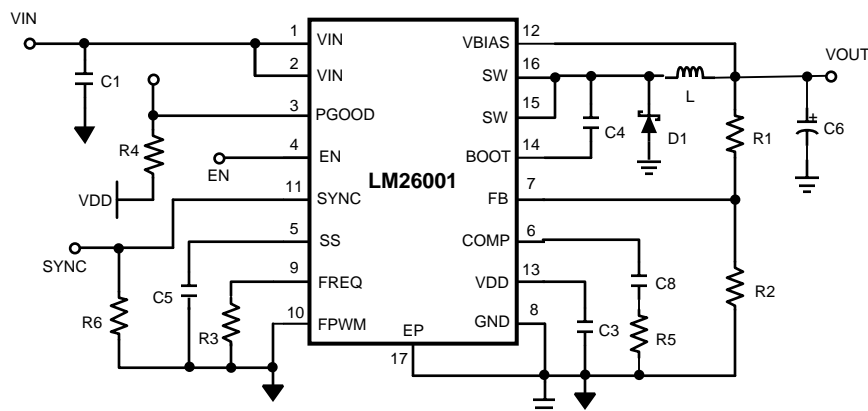 VIN
VOUT
1 VIN VBIAS 12
2 VIN SW 16
C1
L
3 PGOOD SW 15
R4 C4 D1 R1 C6
4 EN BOOT 14
EN
LM26001
VDD
11 SYNC FB 7
SYNC
5 SS COMP 6
C5 C8
9 FREQ VDD 13
R2
R6 R3 C3 R5
10 FPWM GND 8
EP
17